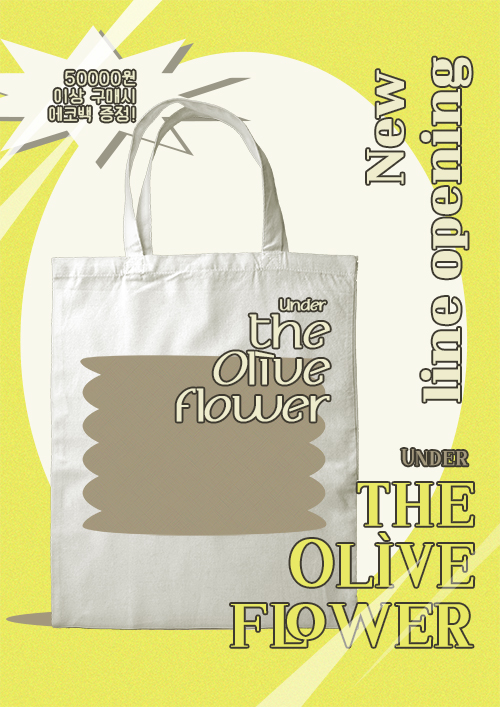 50000원
이상 구매시
에코백 증정!
New
line opening
Under
the
Olive
flower
UNDER
THE
OLÌVE
FLOWER